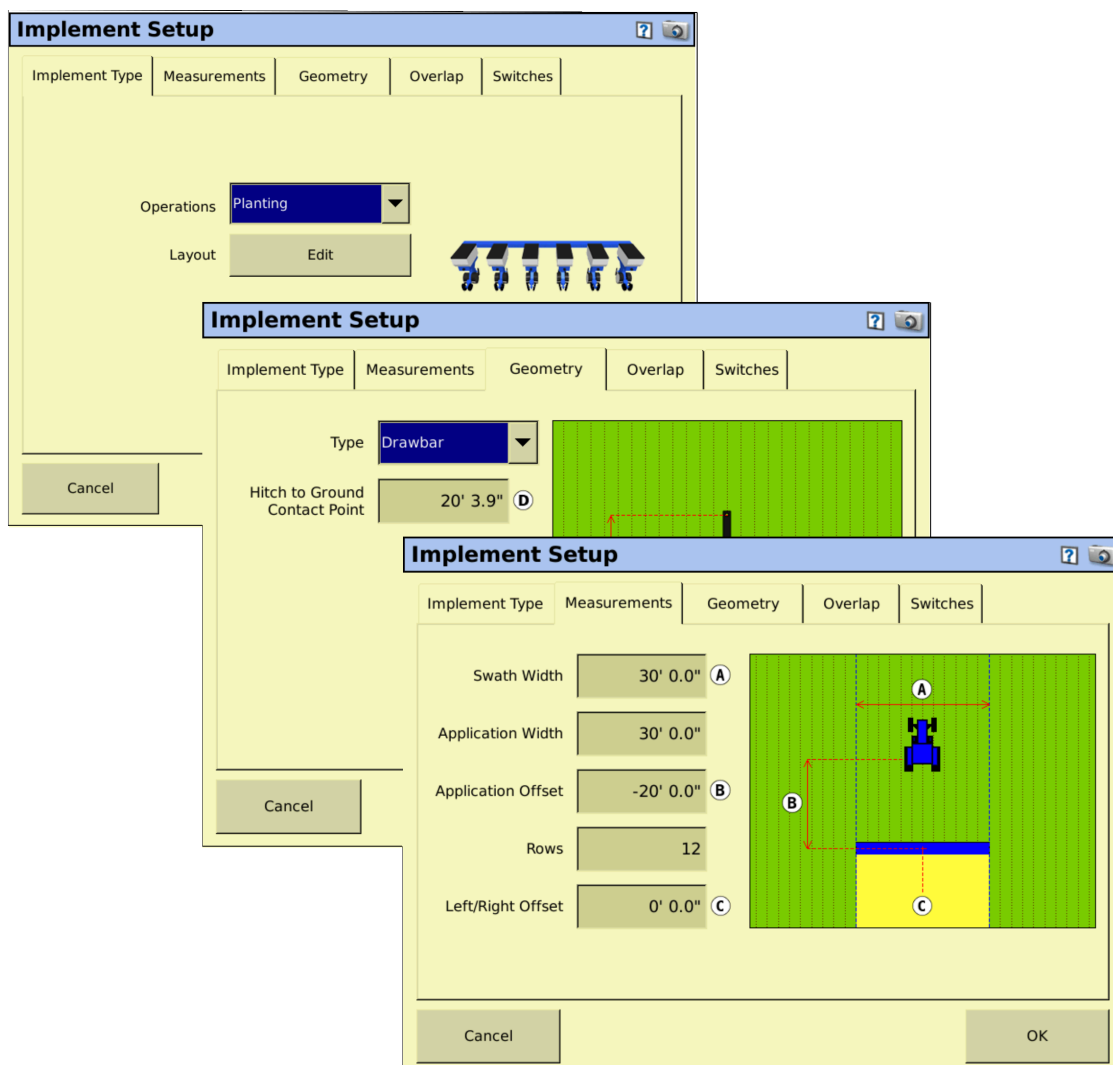 Implement Setup
?
Implement Type Measurements Geometry Overlap Switches
Operations Planting
Layout Edit
Cancel
Implement Setup
?
Implement Type Measurements Geometry Overlap Switches
Type Drawbar
Hitch to Ground
Contact Point
20' 3.9" D
Cancel
Implement Setup
?
Implement Type Measurements Geometry Overlap Switches
Swath Width 30' 0.0" A
Application Width 30' 0.0"
Application Offset -20' 0.0" B
Rows 12
Left/Right Offset 0' 0.0" C
A
B
C
Cancel OK